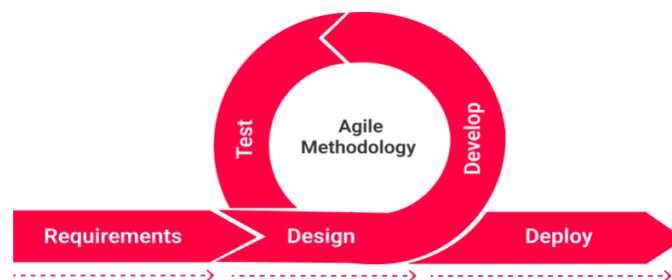 Agile
Methodology
Test
Develop
Requirements
Design
Deploy